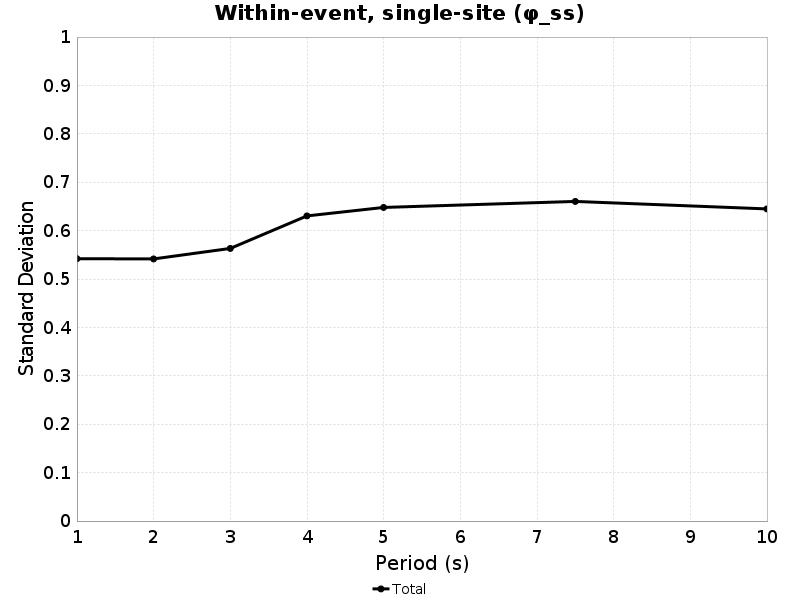 Within-event, single-site (φ_ss)
1
0.9
0.8
0.7
0.6
0.5
0.4
0.3
0.2
0.1
0
Standard Deviation
1 2 3 4 5 6 7 8 9 10
Period (s)
Total